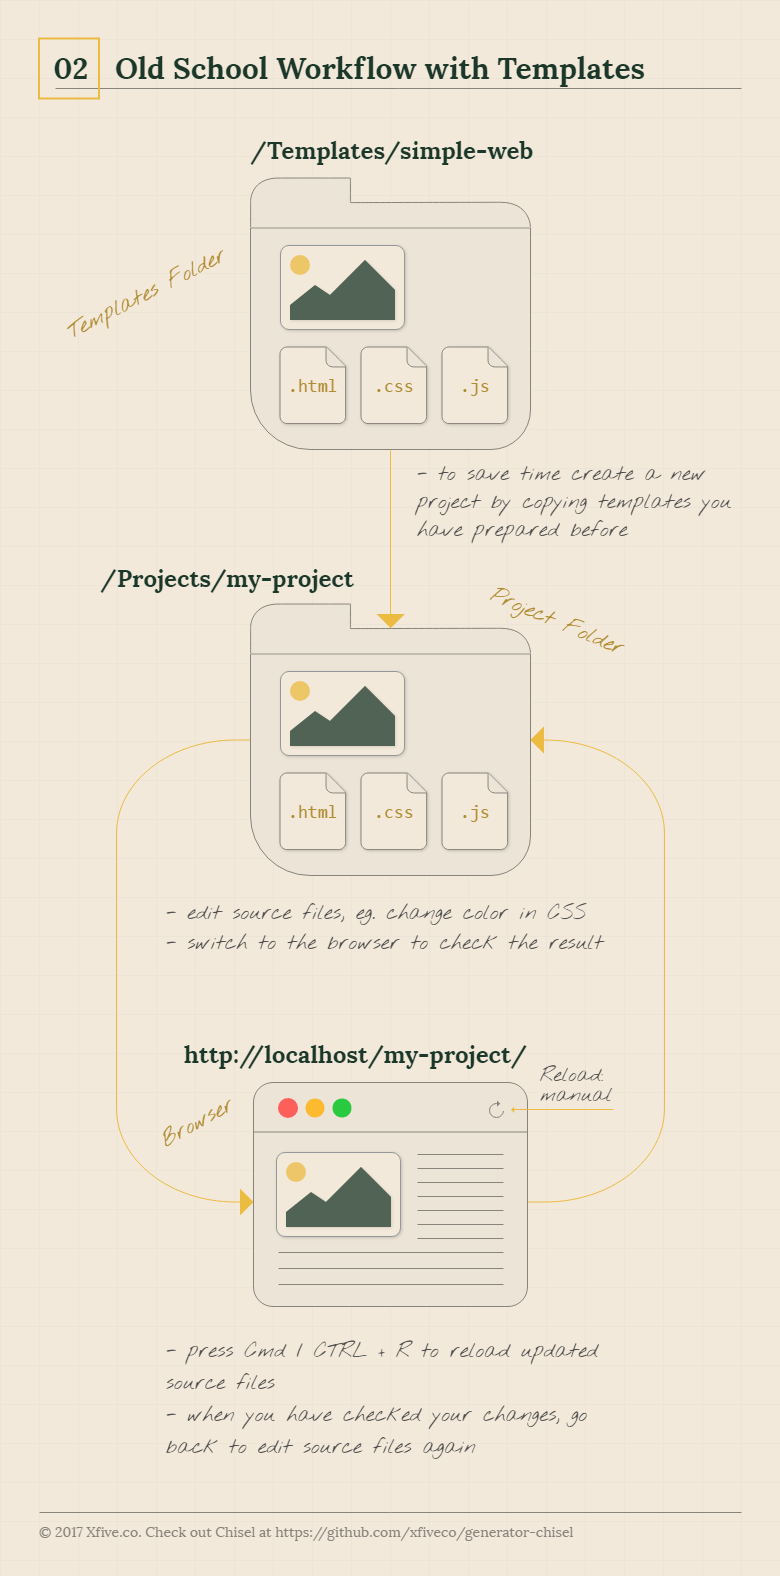 02 Old School Workflow with Templates
/Templates/simple-web
Templates Folder
.html .css .js
- to save time create a new
project by copying templates you
have prepared before
/Projects/my-project
Project Folder
.html .css .js
- edit source files, eg. change color in CSS
- switch to the browser to check the result
http://localhost/my-project/
Reload:
manual
Browser
- press Cmd / CTRL + R to reload updated
source files
- when you have checked your changes, go
back to edit source files again
© 2017 Xfive.co. Check out Chisel at https://github.com/xfiveco/generator-chisel